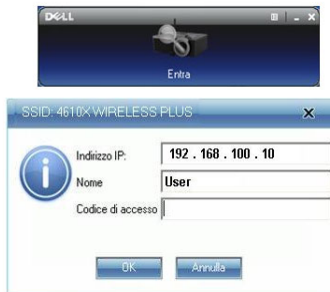 DELL
Entra
SSID: 4610X WIRELESS PLUS
Indirizzo IP: 192 . 168 . 100 . 10
Nome User
Codice di accesso
OK Annulla